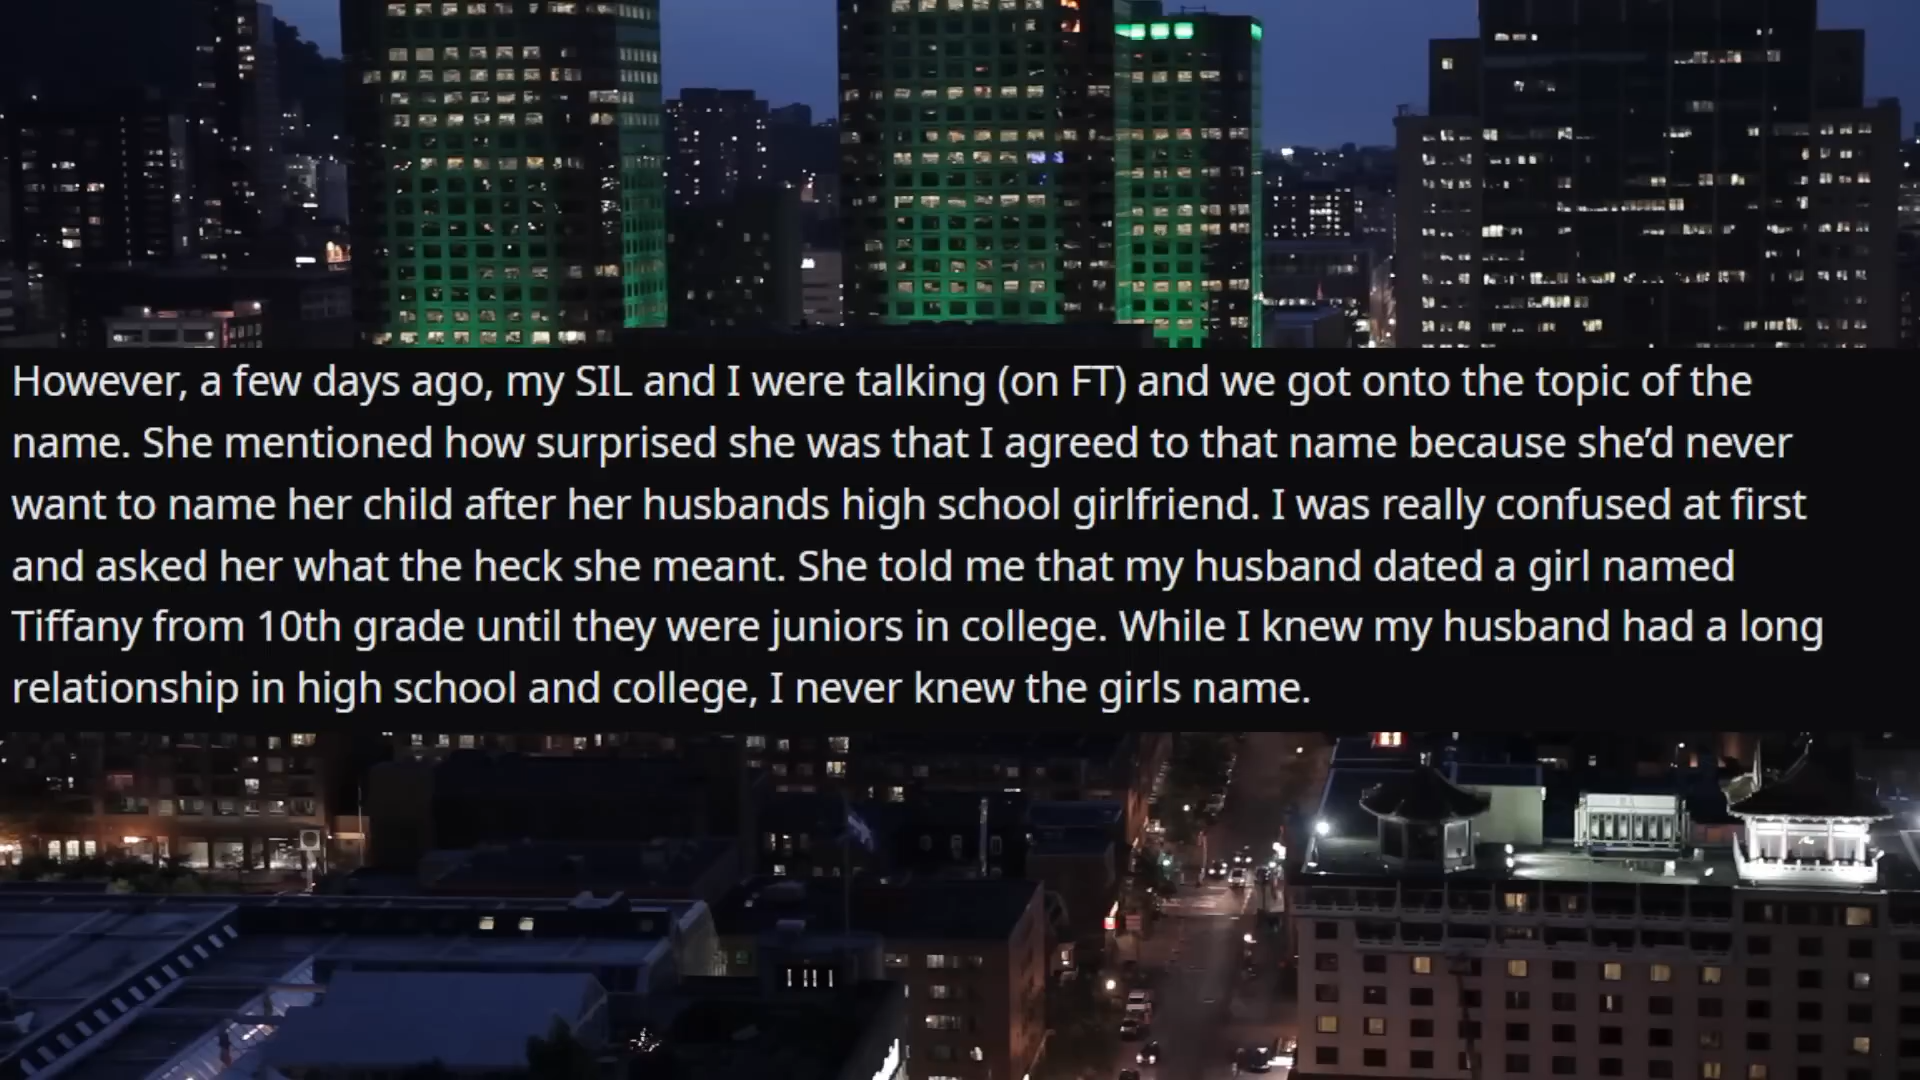 However, a few days ago, my SIL and I were talking (on FT) and we got onto the topic of the
name. She mentioned how surprised she was that I agreed to that name because she’d never
want to name her child after her husbands high school girlfriend. I was really confused at first
and asked her what the heck she meant. She told me that my husband dated a girl named
Tiffany from 10th grade until they were juniors in college. While I knew my husband had a long
relationship in high school and college, I never knew the girls name.